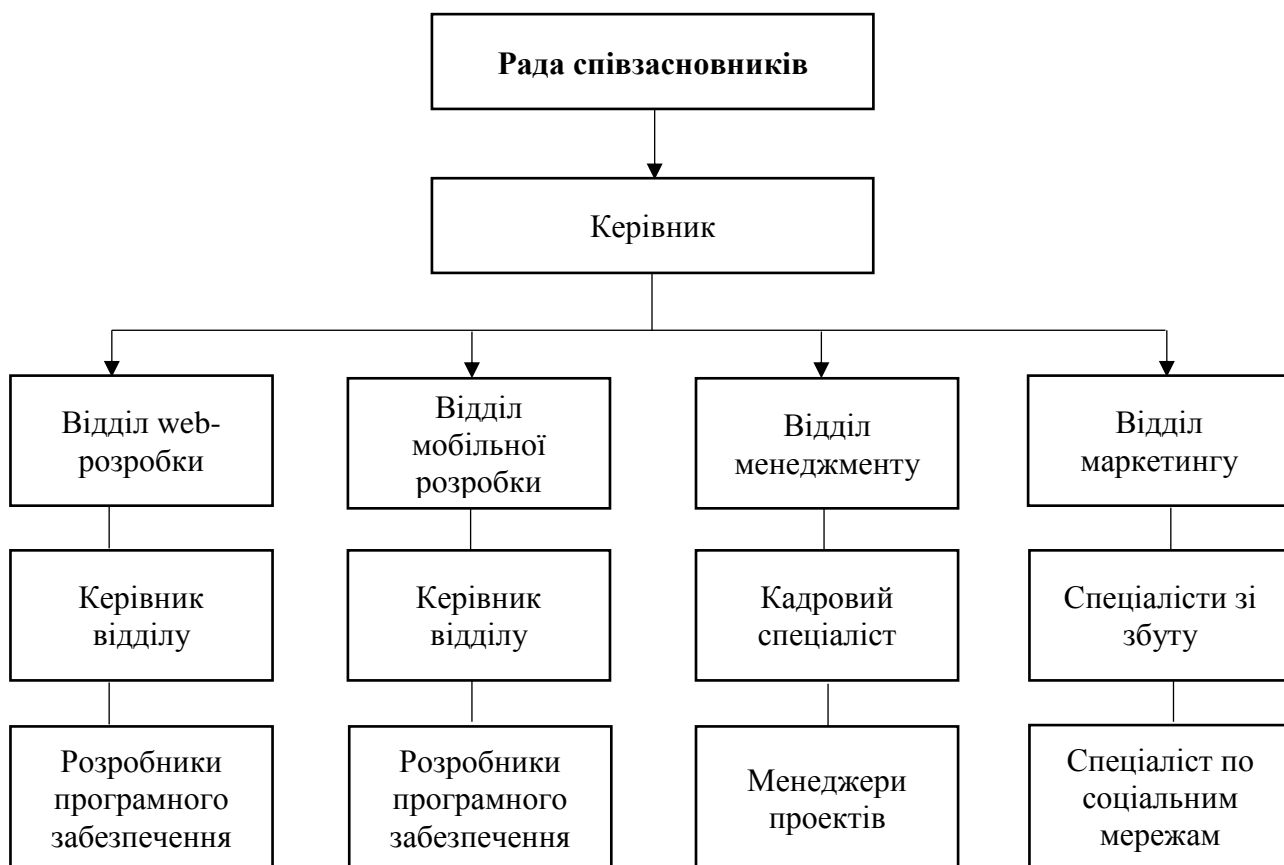 Рада співзасновників
Керівник
Відділ web-
розробки
Відділ
мобільної
розробки
Відділ
менеджменту
Відділ
маркетингу
Керівник
відділу
Керівник
відділу
Кадровий
спеціаліст
Спеціалісти зі
збуту
Розробники
програмного
забезпечення
Розробники
програмного
забезпечення
Менеджери
проектів
Спеціаліст по
соціальним
мережам